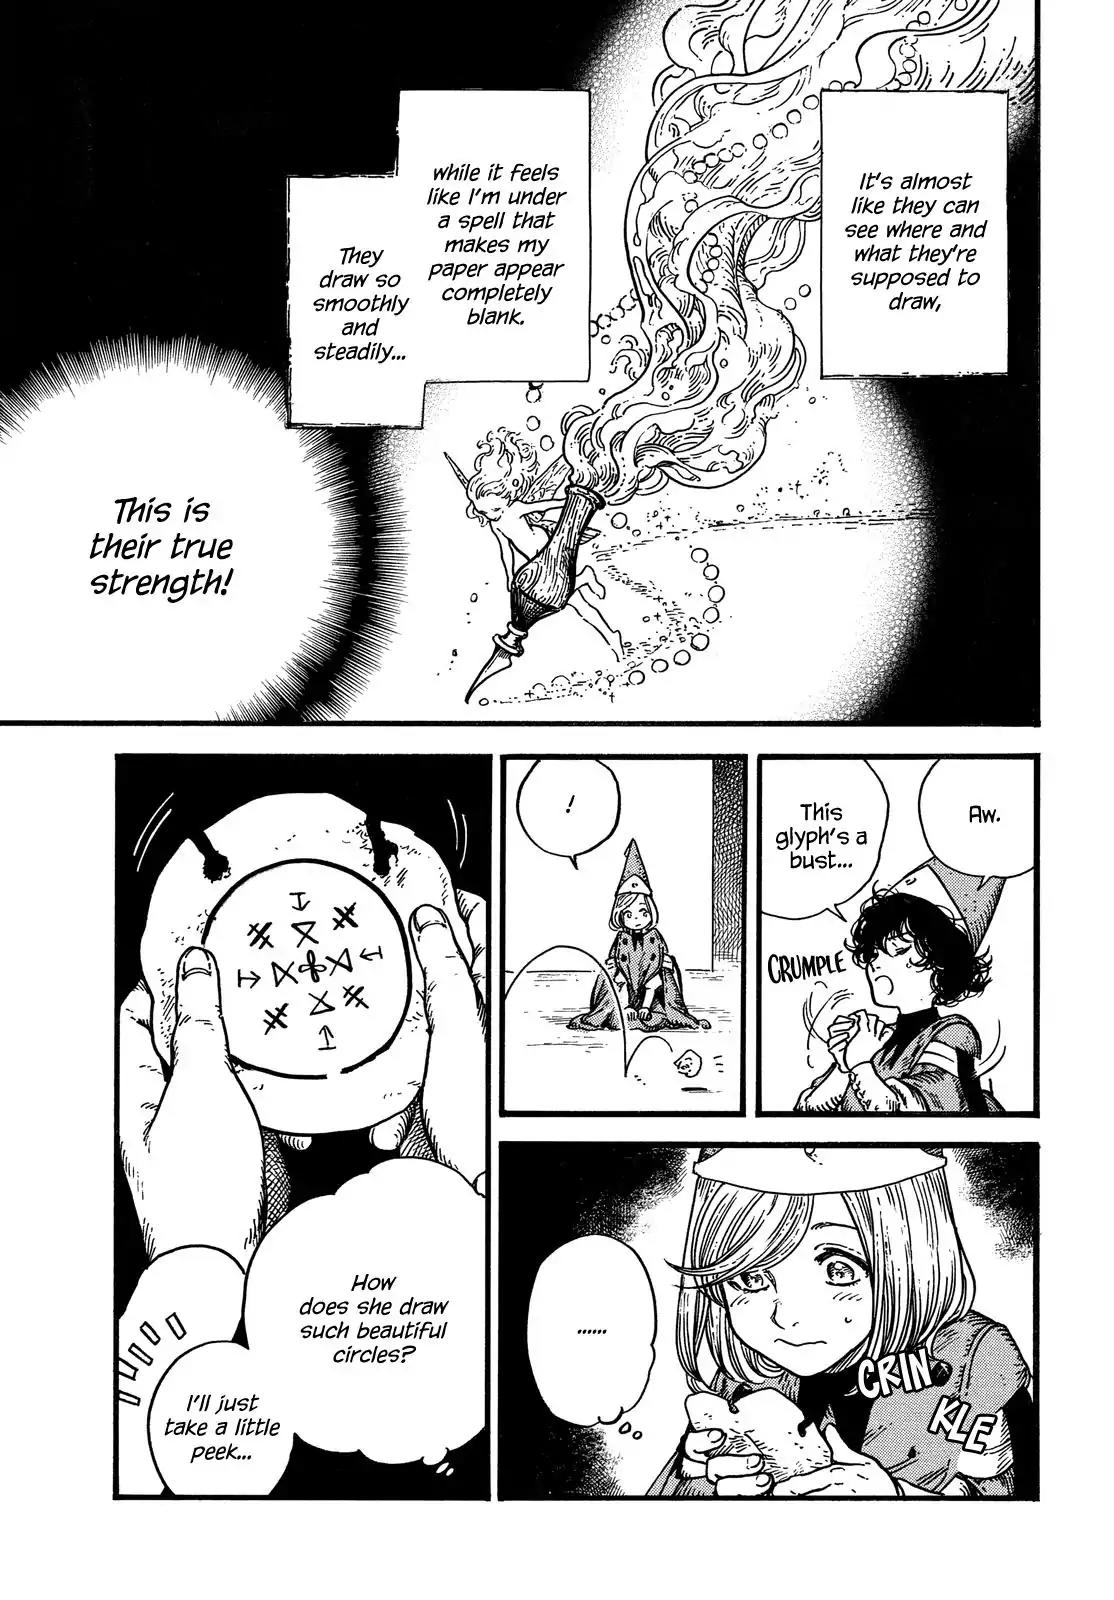 It's almost
like they can
see where and
what they're
supposed to
draw,
while it feels
like I'm under
a spell that
makes my
paper appear
completely
blank.
They
draw so
smoothly
and
steadily...
This is
their true
strength!
Aw.
This
glyph's a
bust...
CRUMPLE
!
......
CRIN
KLE
How
does she draw
such beautiful
circles?
I'll just
take a little
peek...